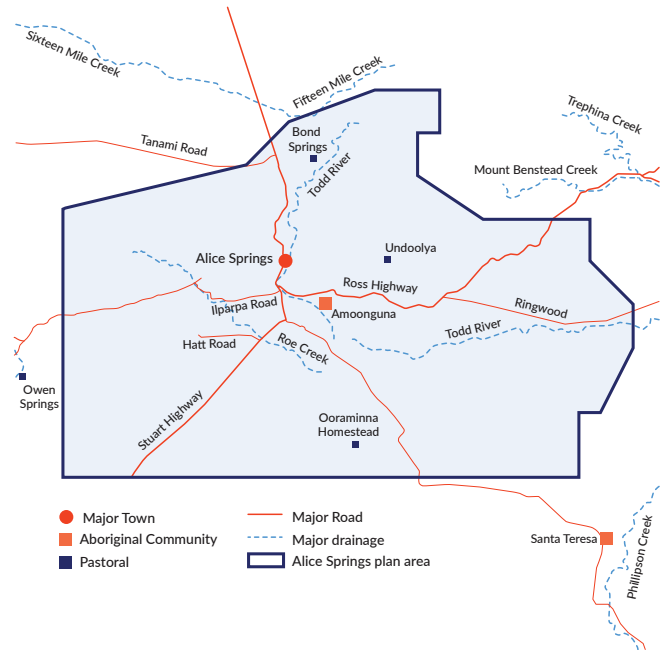 Sixteen Mile Creek
Fifteen Mile Creek
Trephina Creek
Bond
Springs
Tanami Road
Todd River
Mount Benstead Creek
Alice Springs
Undoolya
Ross Highway
Ilparpa Road
Amoonguna
Ringwood
Todd River
Hatt Road
Roe Creek
Owen
Springs
Stuart Highway
Ooraminna
Homestead
Major Town
Aboriginal Community
Pastoral
Major Road
Major drainage
Alice Springs plan area
Santa Teresa
Phillipson Creek